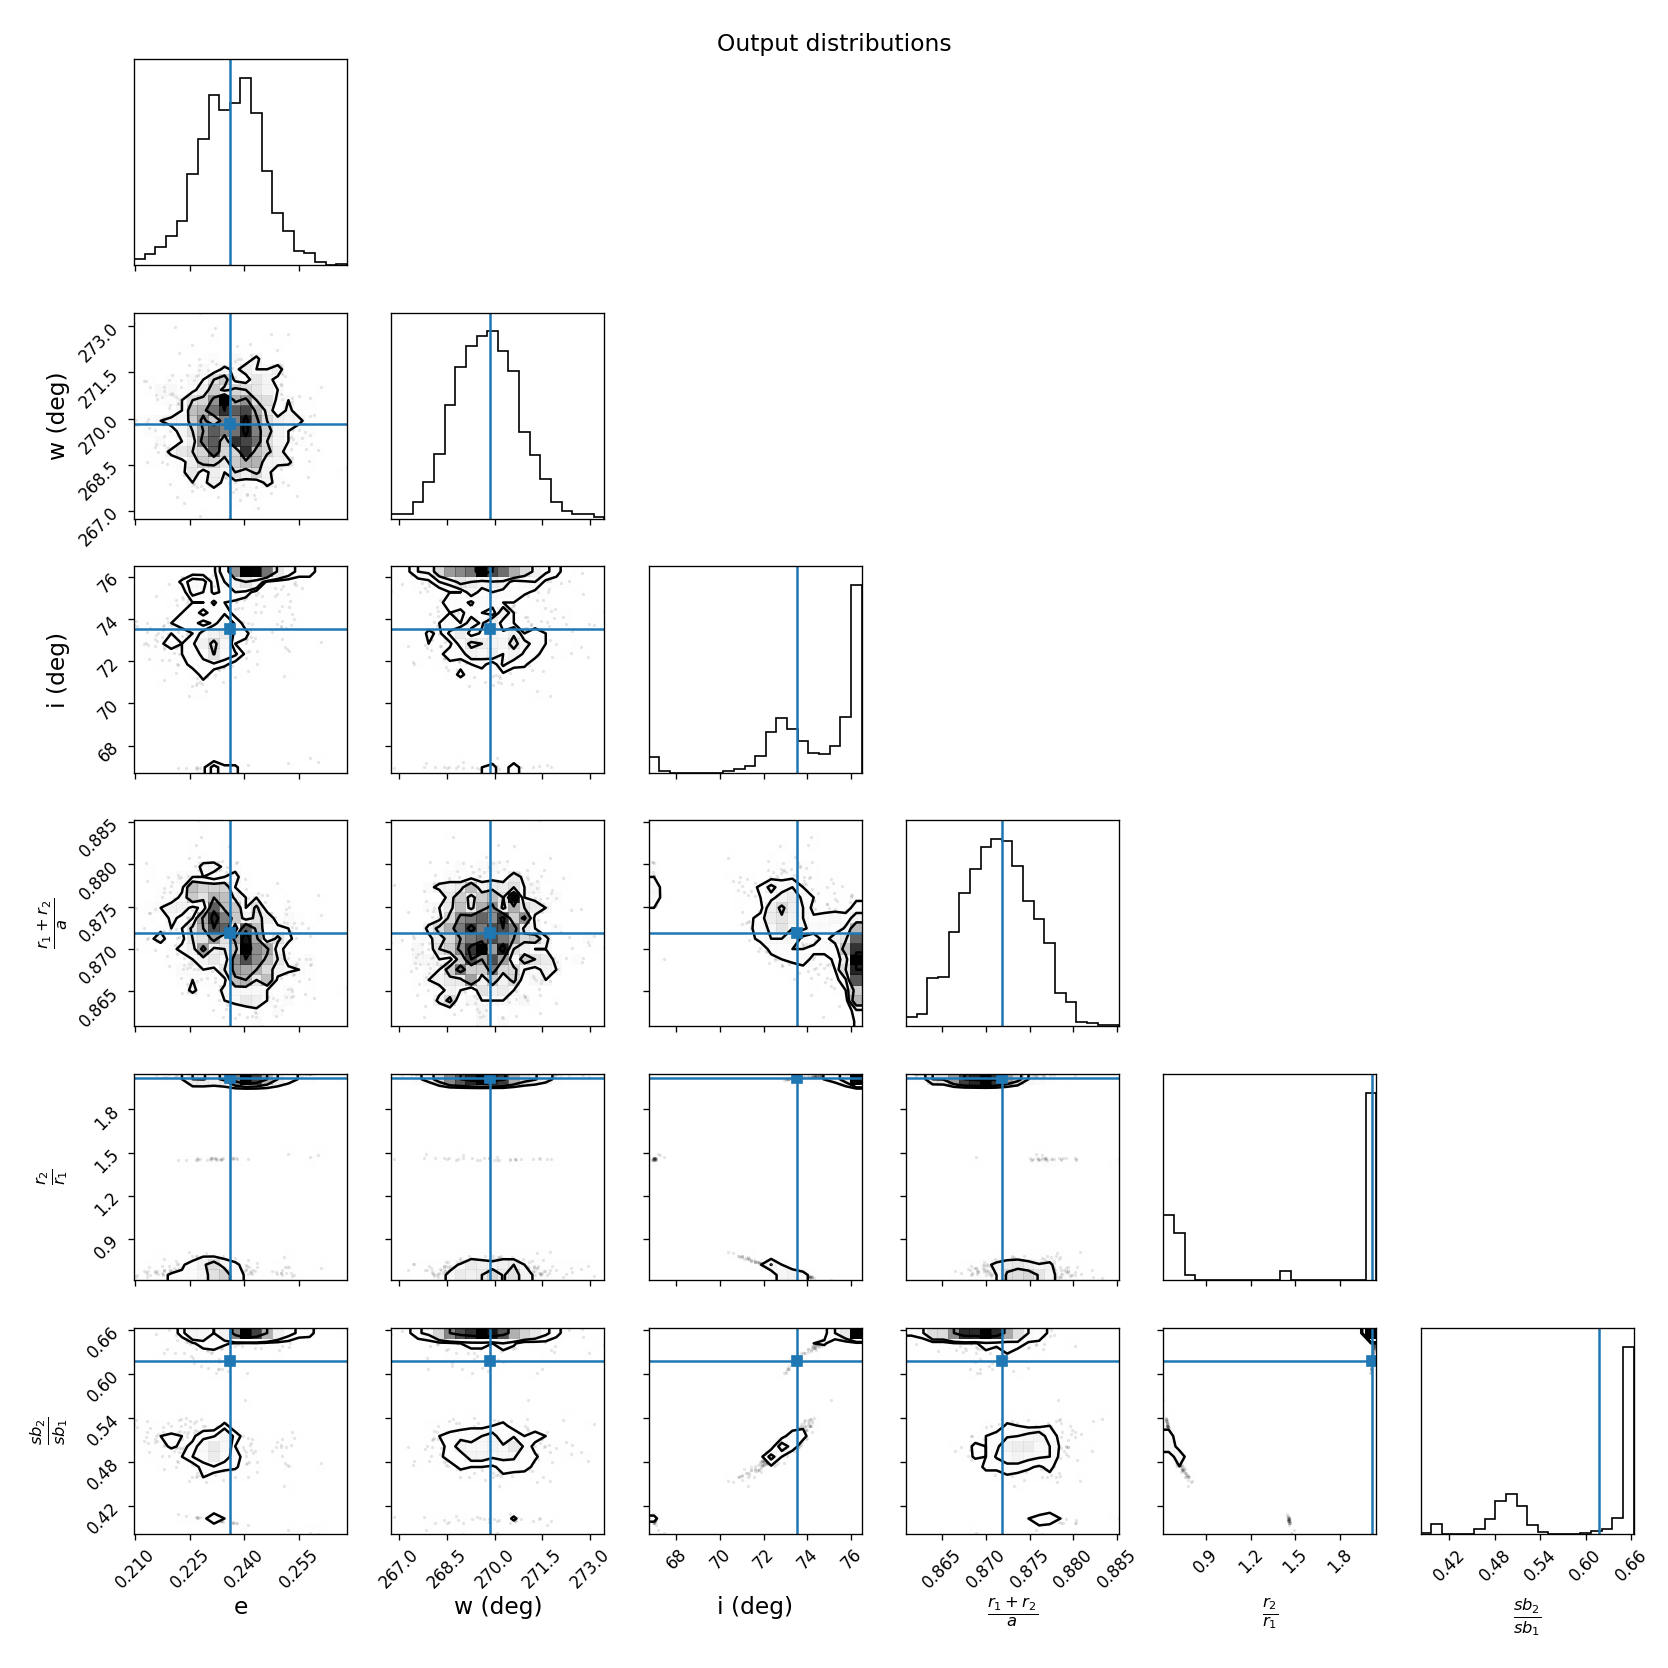 Output distributions
273.0
271.5
270.0
268.5
267.0
w (deg)
76
74
72
70
68
i (deg)
0.885
0.880
0.875
0.870
0.865
r₁ + r₂
a
1.8
1.5
1.2
0.9
r₂
r₁
0.66
0.60
0.54
0.48
0.42
sb₂
sb₁
0.210 0.225 0.240 0.255
267.0 268.5 270.0 271.5 273.0
68 70 72 74 76
0.865 0.870 0.875 0.880 0.885
0.9 1.2 1.5 1.8
0.42 0.48 0.54 0.60 0.66
e
w (deg)
i (deg)
r₁ + r₂
a
r₂
r₁
sb₂
sb₁